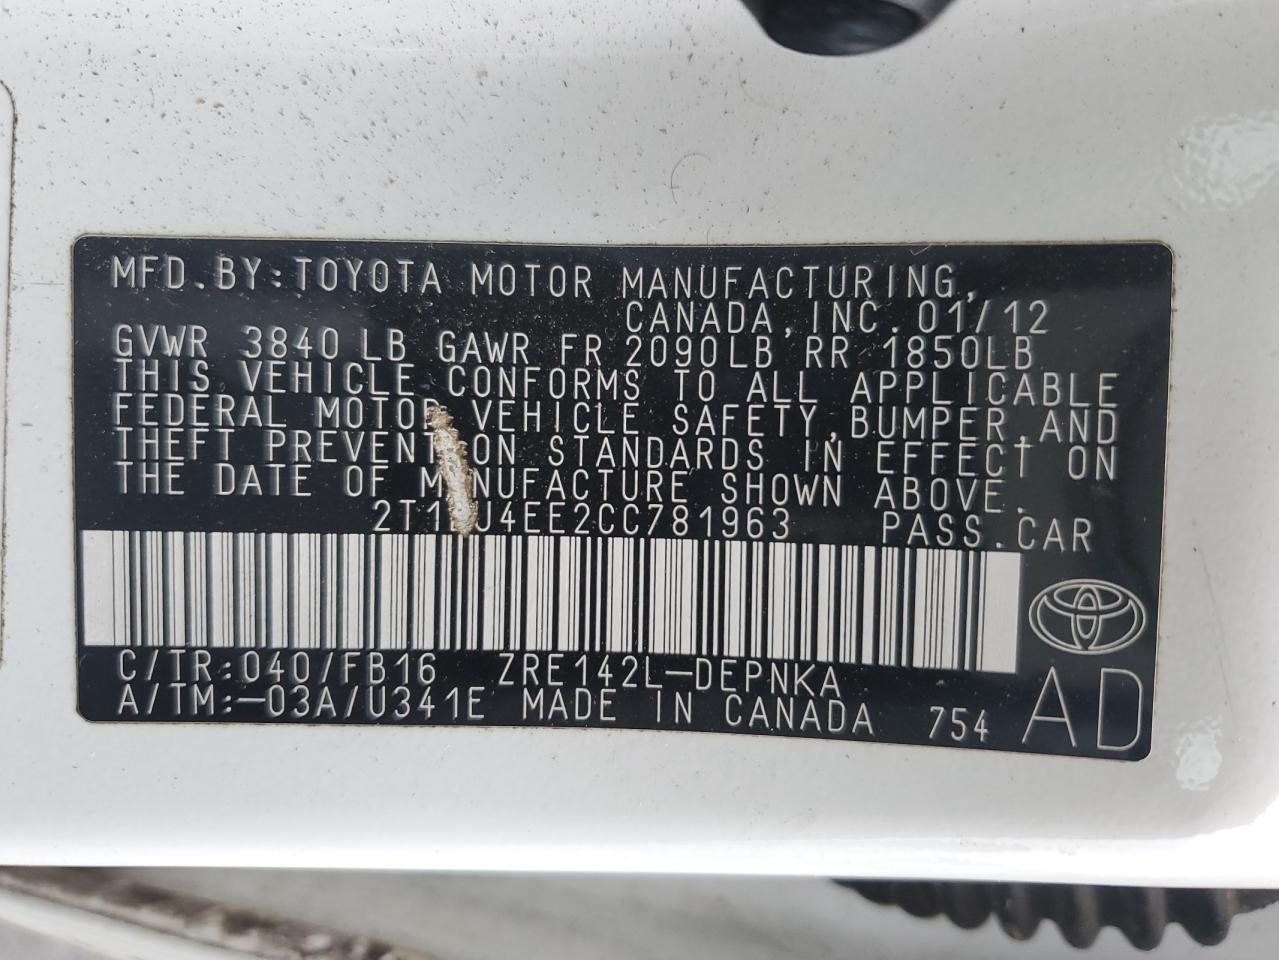 MFD.BY:TOYOTA MOTOR MANUFACTURING,
CANADA,INC.01/12
GVWR 3840 LB GAWR FR 2090LB RR 1850LB
THIS VEHICLE CONFORMS TO ALL APPLICABLE
FEDERAL MOTOR VEHICLE SAFETY,BUMPER,AND
THEFT PREVENTION STANDARDS IN EFFECT ON
THE DATE OF MANUFACTURE SHOWN ABOVE.
PASS.CAR
C/TR:040/FB16 ZRE142L-DEPNKA
A/TM:-03A/U341E MADE IN CANADA 754
AD